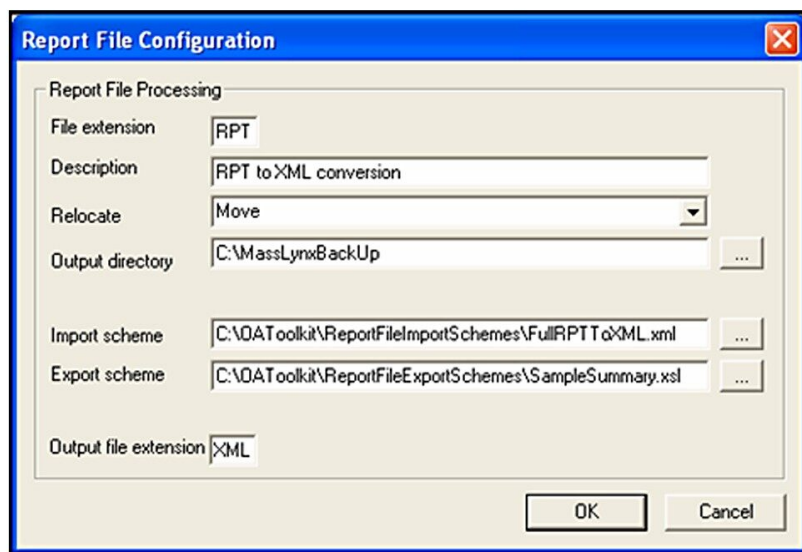 Report File Configuration
Report File Processing
File extension RPT
Description RPT to XML conversion
Relocate Move
Output directory C:\MassLynxBackUp ...
Import scheme C:\OAToolkit\ReportFileImportSchemes\FullRPTToXML.xml ...
Export scheme C:\OAToolkit\ReportFileExportSchemes\SampleSummary.xsl ...
Output file extension XML
OK Cancel